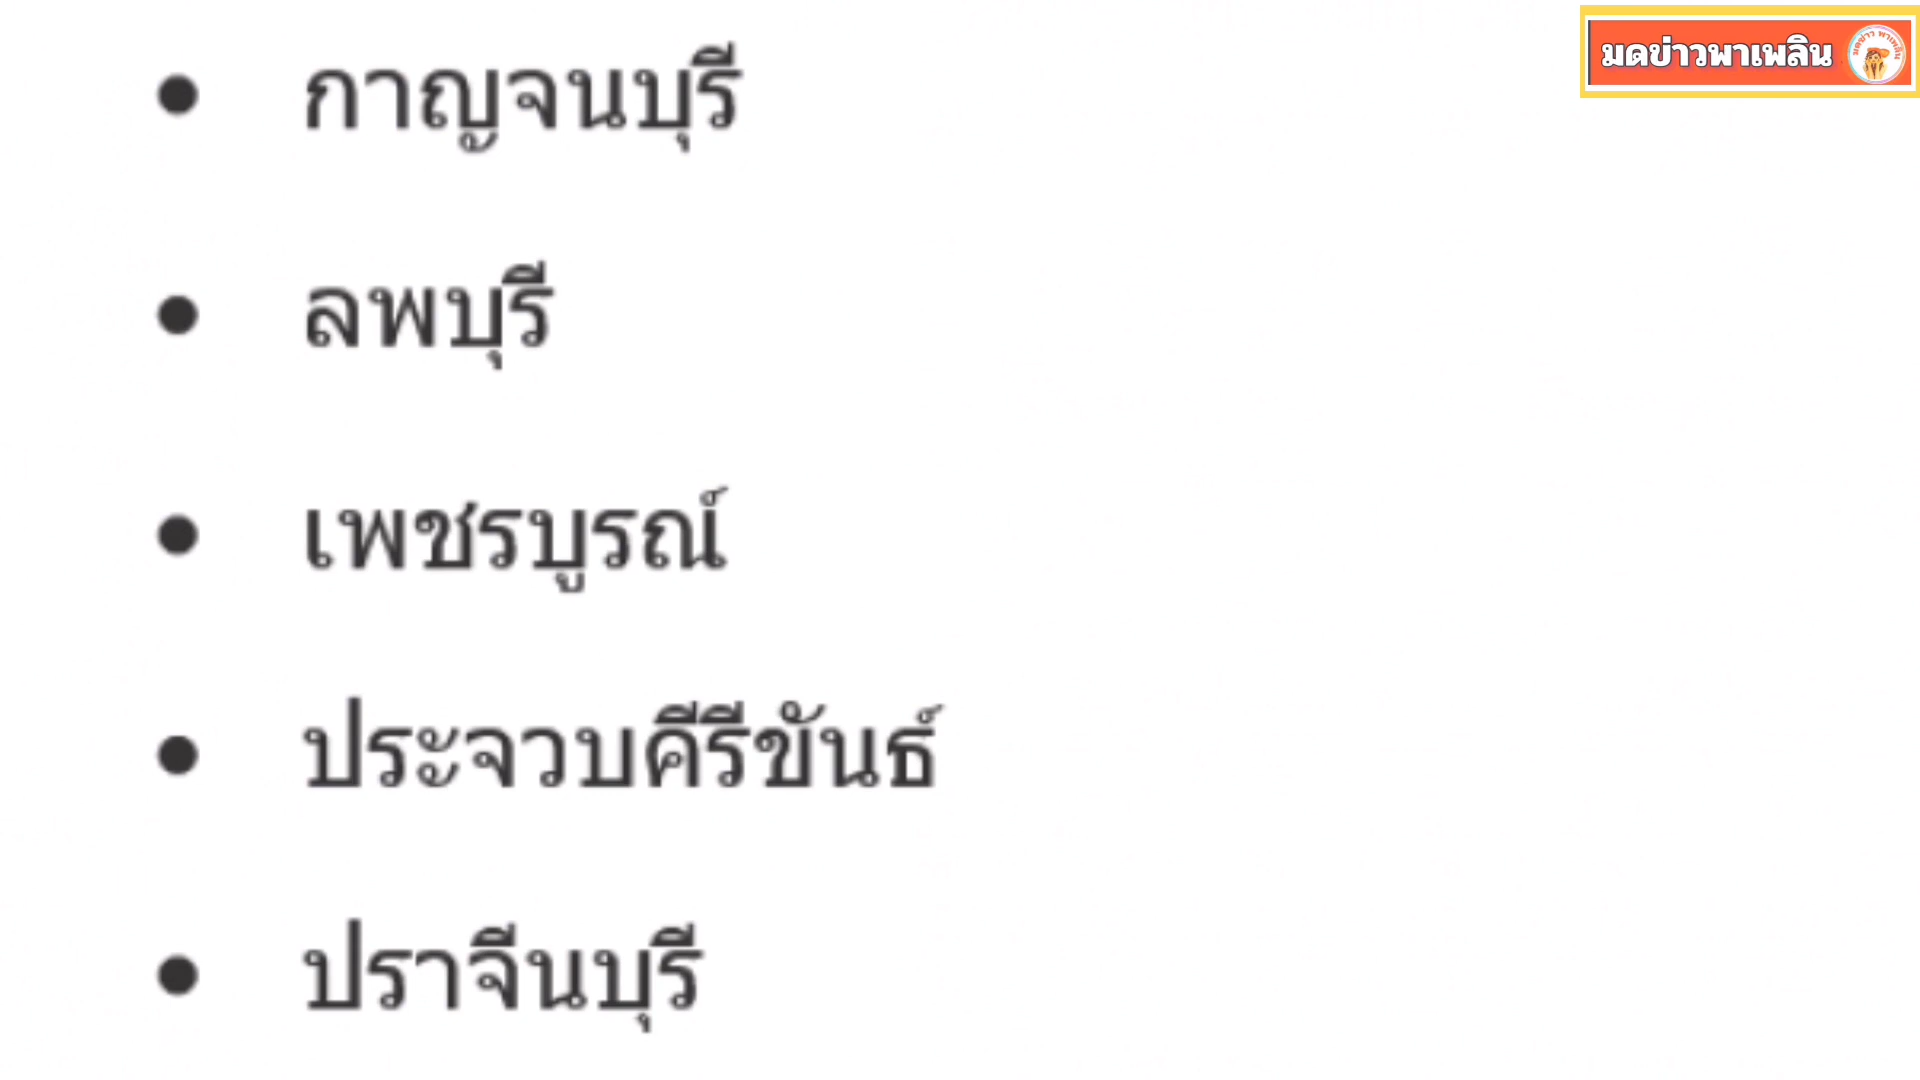 มดข่าวพาเพลิน
• กาญจนบุรี
• ลพบุรี
• เพชรบูรณ์
• ประจวบคีรีขันธ์
• ปราจีนบุรี